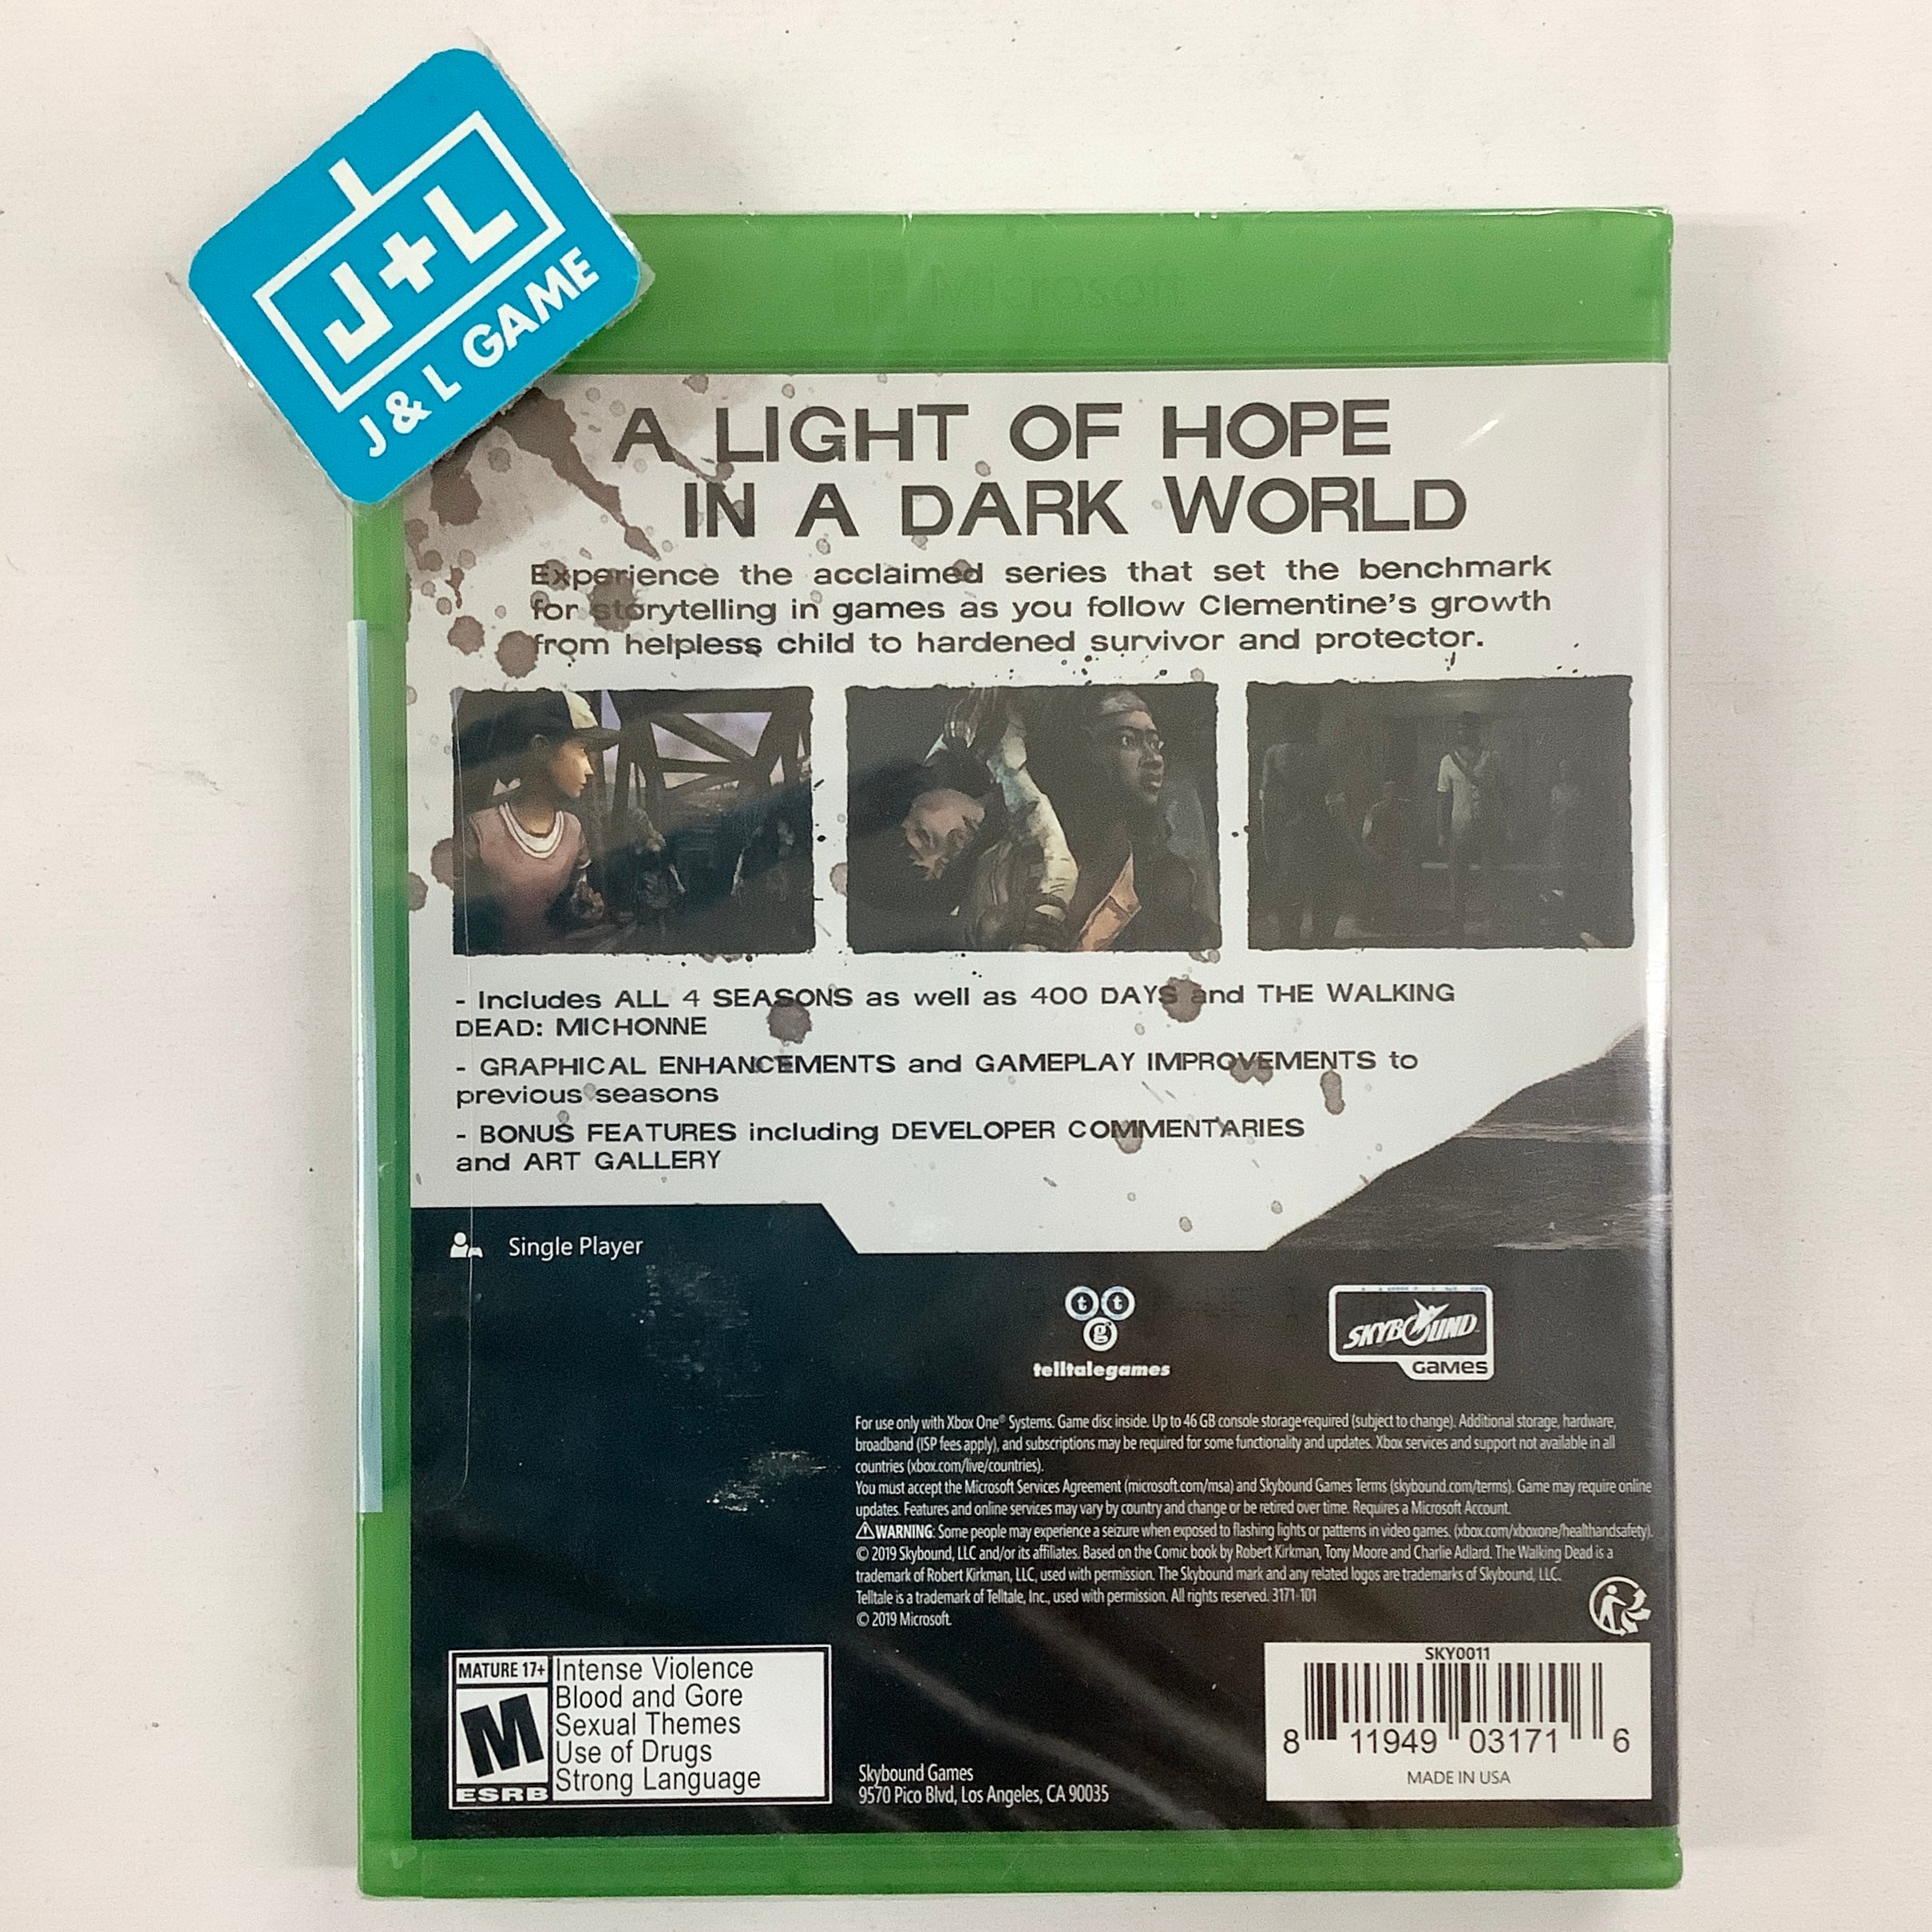 J+L
J & L GAME
Microsoft
A LIGHT OF HOPE
IN A DARK WORLD
Experience the acclaimed series that set the benchmark
for storytelling in games as you follow Clementine's growth
from helpless child to hardened survivor and protector.
- Includes ALL 4 SEASONS as well as 400 DAYS and THE WALKING
DEAD: MICHONNE
- GRAPHICAL ENHANCEMENTS and GAMEPLAY IMPROVEMENTS to
previous seasons
- BONUS FEATURES including DEVELOPER COMMENTARIES
and ART GALLERY
Single Player
t t
g
telltalegames
SKYBOUND
GAMES
For use only with Xbox One® Systems. Game disc inside. Up to 46 GB console storage required (subject to change). Additional storage, hardware,
broadband (ISP fees apply), and subscriptions may be required for some functionality and updates. Xbox services and support not available in all
countries (xbox.com/live/countries).
You must accept the Microsoft Services Agreement (microsoft.com/msa) and Skybound Games Terms (skybound.com/terms). Game may require online
updates. Features and online services may vary by country and change or be retired over time. Requires a Microsoft Account.
⚠WARNING: Some people may experience a seizure when exposed to flashing lights or patterns in video games. (xbox.com/xboxone/healthandsafety).
© 2019 Skybound, LLC and/or its affiliates. Based on the Comic book by Robert Kirkman, Tony Moore and Charlie Adlard. The Walking Dead is a
trademark of Robert Kirkman, LLC, used with permission. The Skybound mark and any related logos are trademarks of Skybound, LLC.
Telltale is a trademark of Telltale, Inc., used with permission. All rights reserved. 3171-101
© 2019 Microsoft.
MATURE 17+
M
ESRB
Intense Violence
Blood and Gore
Sexual Themes
Use of Drugs
Strong Language
Skybound Games
9570 Pico Blvd, Los Angeles, CA 90035
SKY0011
8 11949 03171 6
MADE IN USA